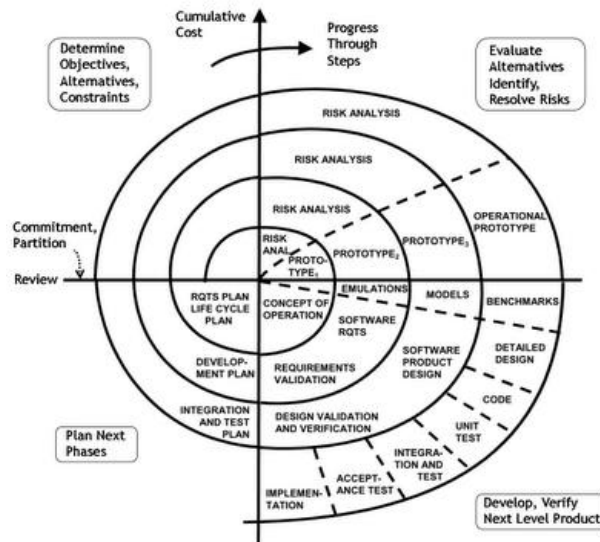 Cumulative
Cost
Progress
Through
Steps
Determine
Objectives,
Alternatives,
Constraints
Evaluate
Alternatives
Identify,
Resolve Risks
RISK ANALYSIS
RISK ANALYSIS
RISK ANALYSIS
RISK
ANAL.
PROTO-
TYPE₁
PROTOTYPE₂
PROTOTYPE₃
OPERATIONAL
PROTOTYPE
Commitment,
Partition
Review
EMULATIONS
MODELS
BENCHMARKS
RQTS PLAN
LIFE CYCLE
PLAN
CONCEPT OF
OPERATION
SOFTWARE
RQTS
SOFTWARE
PRODUCT
DESIGN
DETAILED
DESIGN
DEVELOP-
MENT PLAN
REQUIREMENTS
VALIDATION
CODE
INTEGRATION
AND TEST
PLAN
DESIGN VALIDATION
AND VERIFICATION
UNIT
TEST
INTEGRA-
TION AND
TEST
ACCEPT-
ANCE TEST
IMPLEMEN-
TATION
Plan Next
Phases
Develop, Verify
Next Level Product